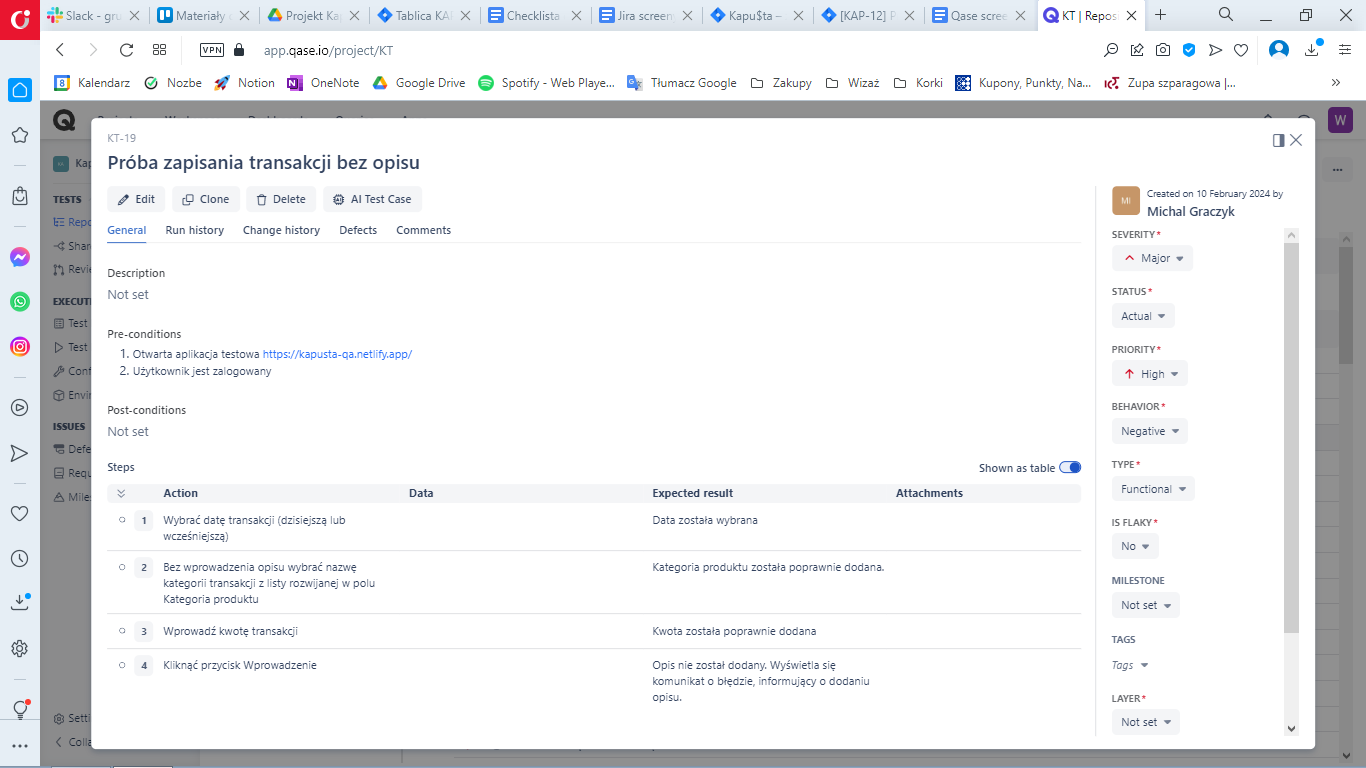 Slack - gru
Materiały
Projekt Ka
Tablica KA
Checklista
Jira screen
Kapu$ta –
[KAP-12] P
Qase scre
KT | Repos
VPN app.qase.io/project/KT
Kalendarz Nozbe Notion OneNote Google Drive Spotify - Web Playe... Tłumacz Google Zakupy Wizaż Korki Kupony, Punkty, Na... Zupa szparagowa |... »
W
Kap
TESTS
Repo
Share
Revie
EXECUTI
Test
Test
Conf
Envir
ISSUES
Defe
Requ
Miles
Setti
Colla
KT-19
Próba zapisania transakcji bez opisu
Edit Clone Delete AI Test Case
General Run history Change history Defects Comments
Description
Not set
Pre-conditions
1. Otwarta aplikacja testowa https://kapusta-qa.netlify.app/
2. Użytkownik jest zalogowany
Post-conditions
Not set
Steps Shown as table
Action Data Expected result Attachments
1 Wybrać datę transakcji (dzisiejszą lub
wcześniejszą)
Data została wybrana
2 Bez wprowadzenia opisu wybrać nazwę
kategorii transakcji z listy rozwijanej w polu
Kategoria produktu
Kategoria produktu została poprawnie dodana.
3 Wprowadź kwotę transakcji
Kwota została poprawnie dodana
4 Kliknąć przycisk Wprowadzenie
Opis nie został dodany. Wyświetla się
komunikat o błędzie, informujący o dodaniu
opisu.
MI
Created on 10 February 2024 by
Michal Graczyk
SEVERITY*
Major
STATUS*
Actual
PRIORITY*
High
BEHAVIOR*
Negative
TYPE*
Functional
IS FLAKY*
No
MILESTONE
Not set
TAGS
Tags
LAYER*
Not set